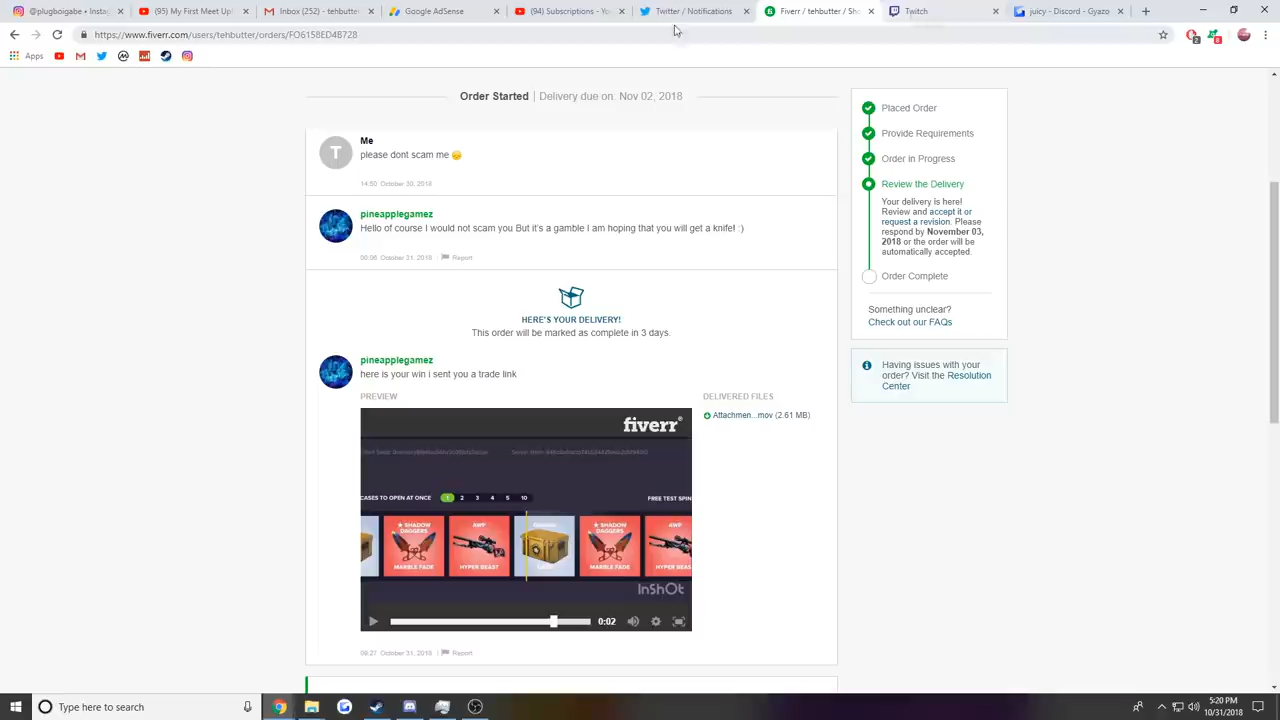 @plugboigabe • Instag
(95) My First Meet Up
Inbox (252) - tehbutte
Google AdSense
(94) Subscriptions - Yo
Twitter / Notifications
Fiverr / tehbutter / Sho
Twitch
juicy - Discord - Gyazo
https://www.fiverr.com/users/tehbutter/orders/FO6158ED4B728
2
8
Apps
Order Started | Delivery due on: Nov 02, 2018
T
Me
please dont scam me
14:50 October 30, 2018
pineapplegamez
Hello of course I would not scam you But it's a gamble I am hoping that you will get a knife! :)
00:06 October 31, 2018 | Report
HERE'S YOUR DELIVERY!
This order will be marked as complete in 3 days.
pineapplegamez
here is your win i sent you a trade link
PREVIEW
DELIVERED FILES
Attachmen...mov (2.61 MB)
fiverr®
CASES TO OPEN AT ONCE 1 2 3 4 5 10
FREE TEST SPIN
★ SHADOW DAGGERS
MARBLE FADE
AWP
HYPER BEAST
★ SHADOW DAGGERS
MARBLE FADE
AWP
HYPER BEAS
InShOt
0:02
09:27 October 31, 2018 | Report
Placed Order
Provide Requirements
Order in Progress
Review the Delivery
Your delivery is here!
Review and accept it or
request a revision. Please
respond by November 03,
2018 or the order will be
automatically accepted.
Order Complete
Something unclear?
Check out our FAQs
Having issues with your
order? Visit the Resolution
Center
Type here to search
5:20 PM
10/31/2018